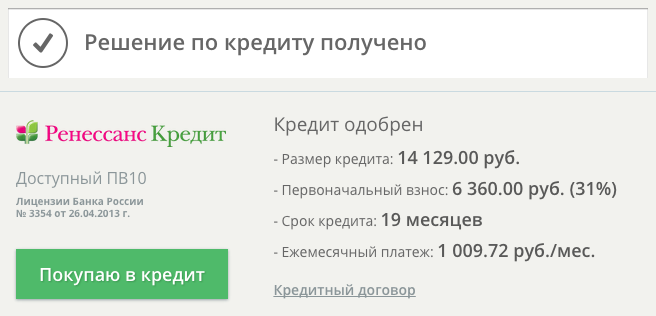 Решение по кредиту получено
Ренессанс Кредит
Доступный ПВ10
Лицензии Банка России
№ 3354 от 26.04.2013 г.
Покупаю в кредит
Кредит одобрен
- Размер кредита: 14 129.00 руб.
- Первоначальный взнос: 6 360.00 руб. (31%)
- Срок кредита: 19 месяцев
- Ежемесячный платеж: 1 009.72 руб./мес.
Кредитный договор